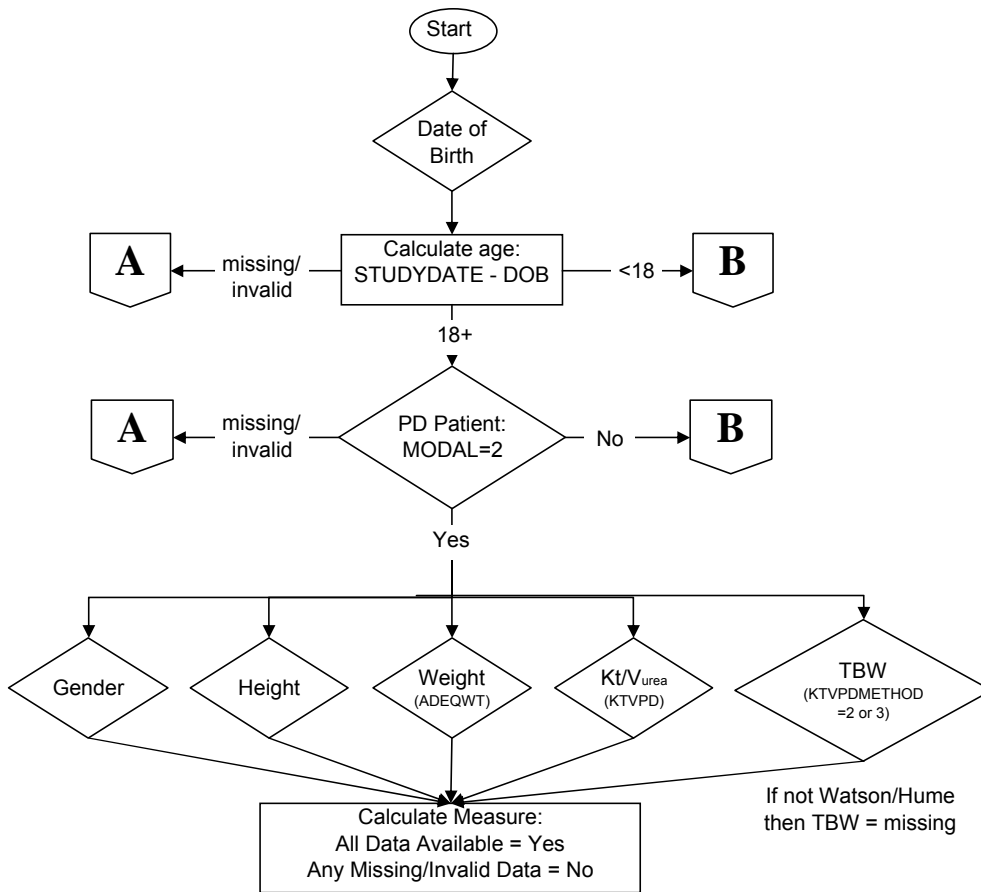 Start
Date of
Birth
Calculate age:
STUDYDATE - DOB
A
missing/
invalid
<18
B
18+
PD Patient:
MODAL=2
A
missing/
invalid
No
B
Yes
Gender
Height
Weight
(ADEQWT)
Kt/Vurea
(KTVPD)
TBW
(KTVPDMETHOD
=2 or 3)
If not Watson/Hume
then TBW = missing
Calculate Measure:
All Data Available = Yes
Any Missing/Invalid Data = No